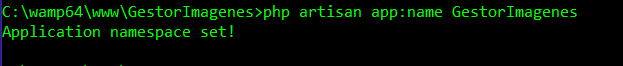 C:\wamp64\www\GestorImagenes>php artisan app:name GestorImagenes
Application namespace set!